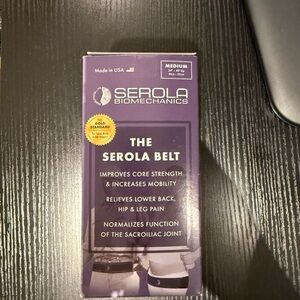 Made in USA
MEDIUM
SEROLA
BIOMECHANICS
GOLD
STANDARD
THE
SEROLA BELT
IMPROVES CORE STRENGTH
& INCREASES MOBILITY
RELIEVES LOWER BACK,
HIP & LEG PAIN
NORMALIZES FUNCTION
OF THE SACROILIAC JOINT